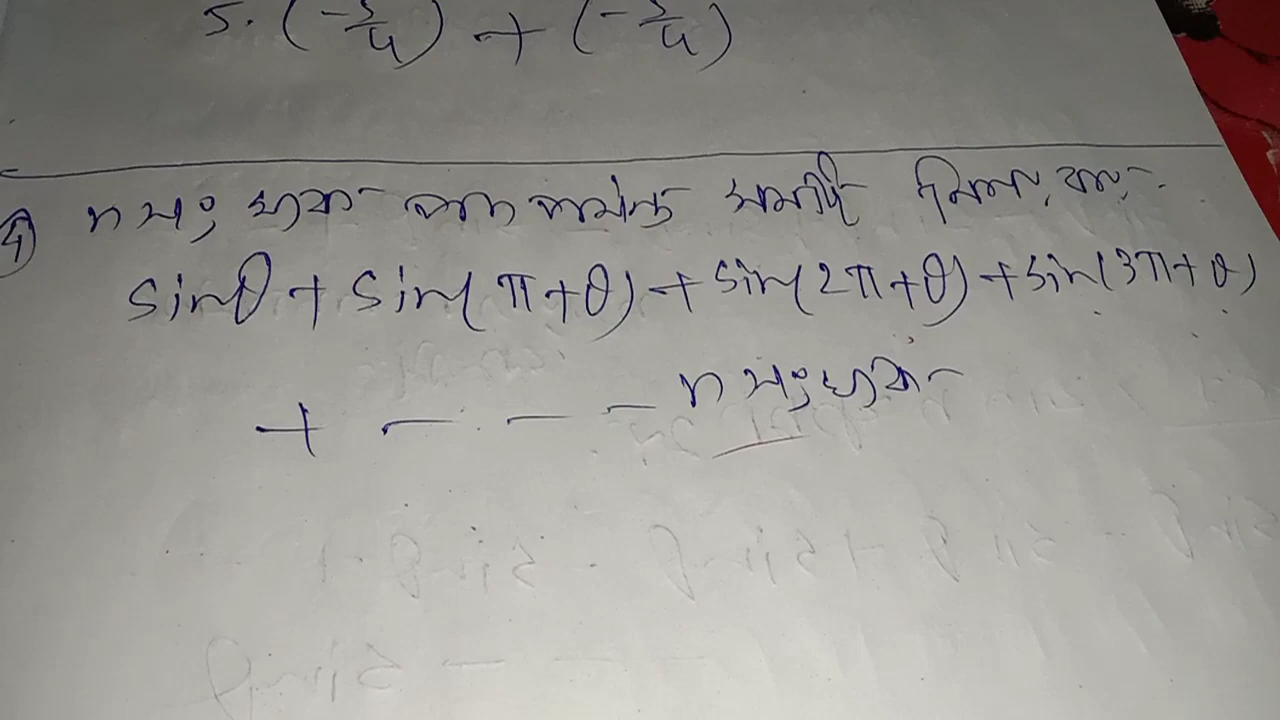 5. (-3/4) + (-3/4)
n সংখ্যক পদ পর্যন্ত সমষ্টি নির্ণয় কর:-
sinθ + sin(π+θ) + sin(2π+θ) + sin(3π+θ)
+ - - - n সংখ্যক